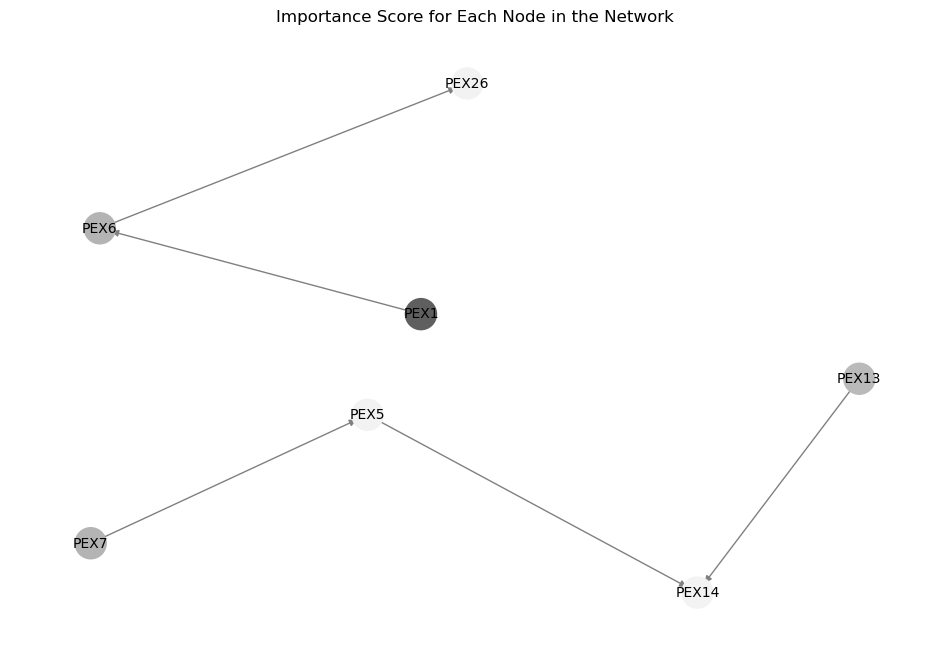 Importance Score for Each Node in the Network
PEX26
PEX6
PEX1
PEX13
PEX5
PEX7
PEX14